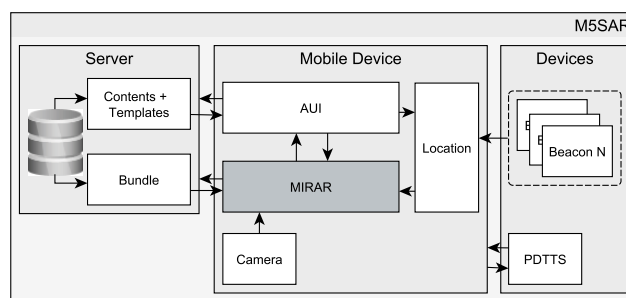 M5SAR
Server
Mobile Device
Devices
Contents +
Templates
AUI
Location
Beacon N
Bundle
MIRAR
Camera
PDTTS